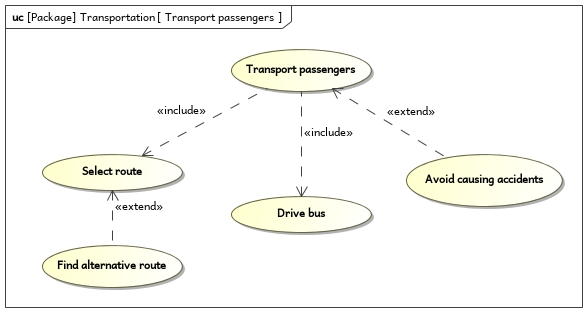 uc [Package] Transportation [ Transport passengers ]
Transport passengers
«include»
«extend»
«include»
Select route
Avoid causing accidents
«extend»
Drive bus
Find alternative route